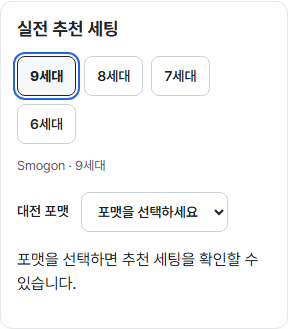 실전 추천 세팅
9세대 8세대 7세대
6세대
Smogon · 9세대
대전 포맷 포맷을 선택하세요
포맷을 선택하면 추천 세팅을 확인할 수
있습니다.